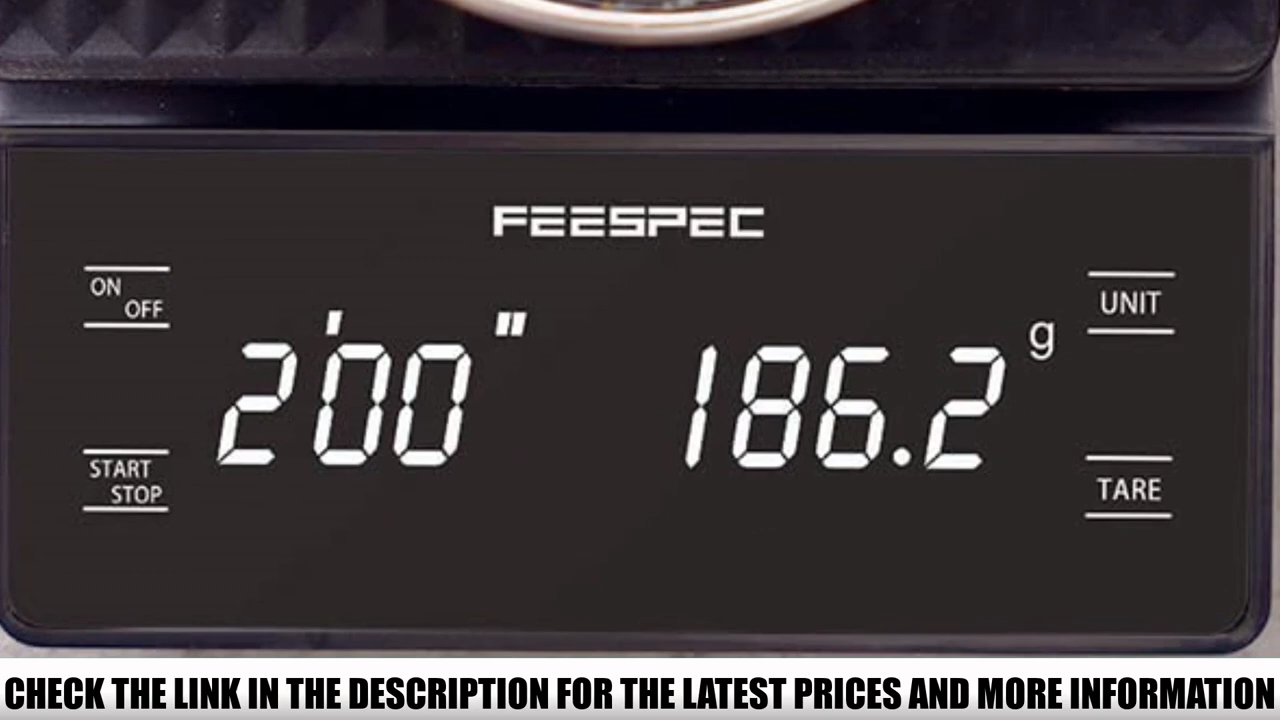 FEESPEC
ON
OFF
2'00"
186.2 g
UNIT
START
STOP
TARE
CHECK THE LINK IN THE DESCRIPTION FOR THE LATEST PRICES AND MORE INFORMATION